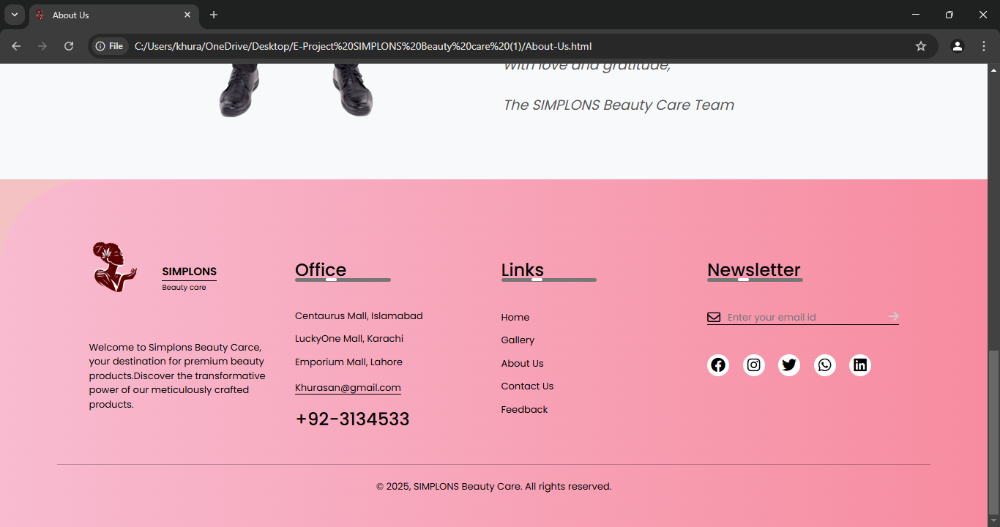 About Us
File
C:/Users/khura/OneDrive/Desktop/E-Project%20SIMPLONS%20Beauty%20care%20(1)/About-Us.html
With love and gratitude,
The SIMPLONS Beauty Care Team
SIMPLONS
Beauty care
Welcome to Simplons Beauty Carce,
your destination for premium beauty
products.Discover the transformative
power of our meticulously crafted
products.
Office
Centaurus Mall, Islamabad
LuckyOne Mall, Karachi
Emporium Mall, Lahore
Khurasan@gmail.com
+92-3134533
Links
Home
Gallery
About Us
Contact Us
Feedback
Newsletter
Enter your email id
© 2025, SIMPLONS Beauty Care. All rights reserved.